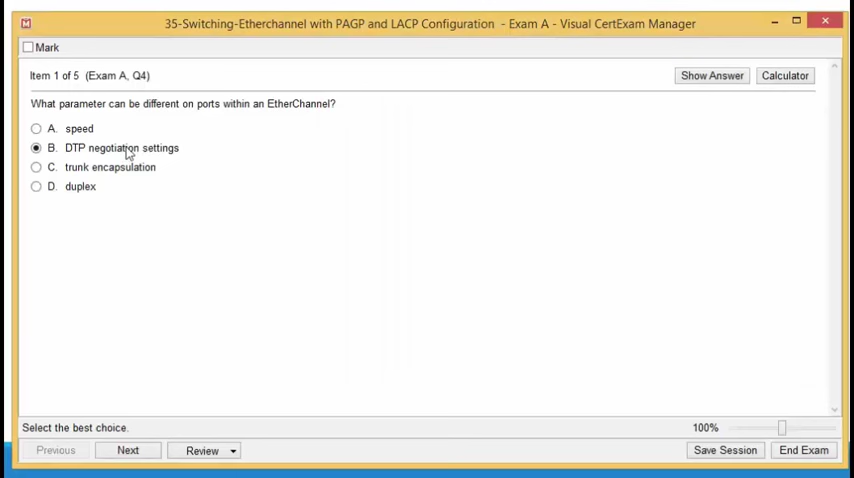 35-Switching-Etherchannel with PAGP and LACP Configuration - Exam A - Visual CertExam Manager
Mark
Item 1 of 5 (Exam A, Q4)
Show Answer
Calculator
What parameter can be different on ports within an EtherChannel?
A. speed
B. DTP negotiation settings
C. trunk encapsulation
D. duplex
Select the best choice.
100%
Previous
Next
Review
Save Session
End Exam